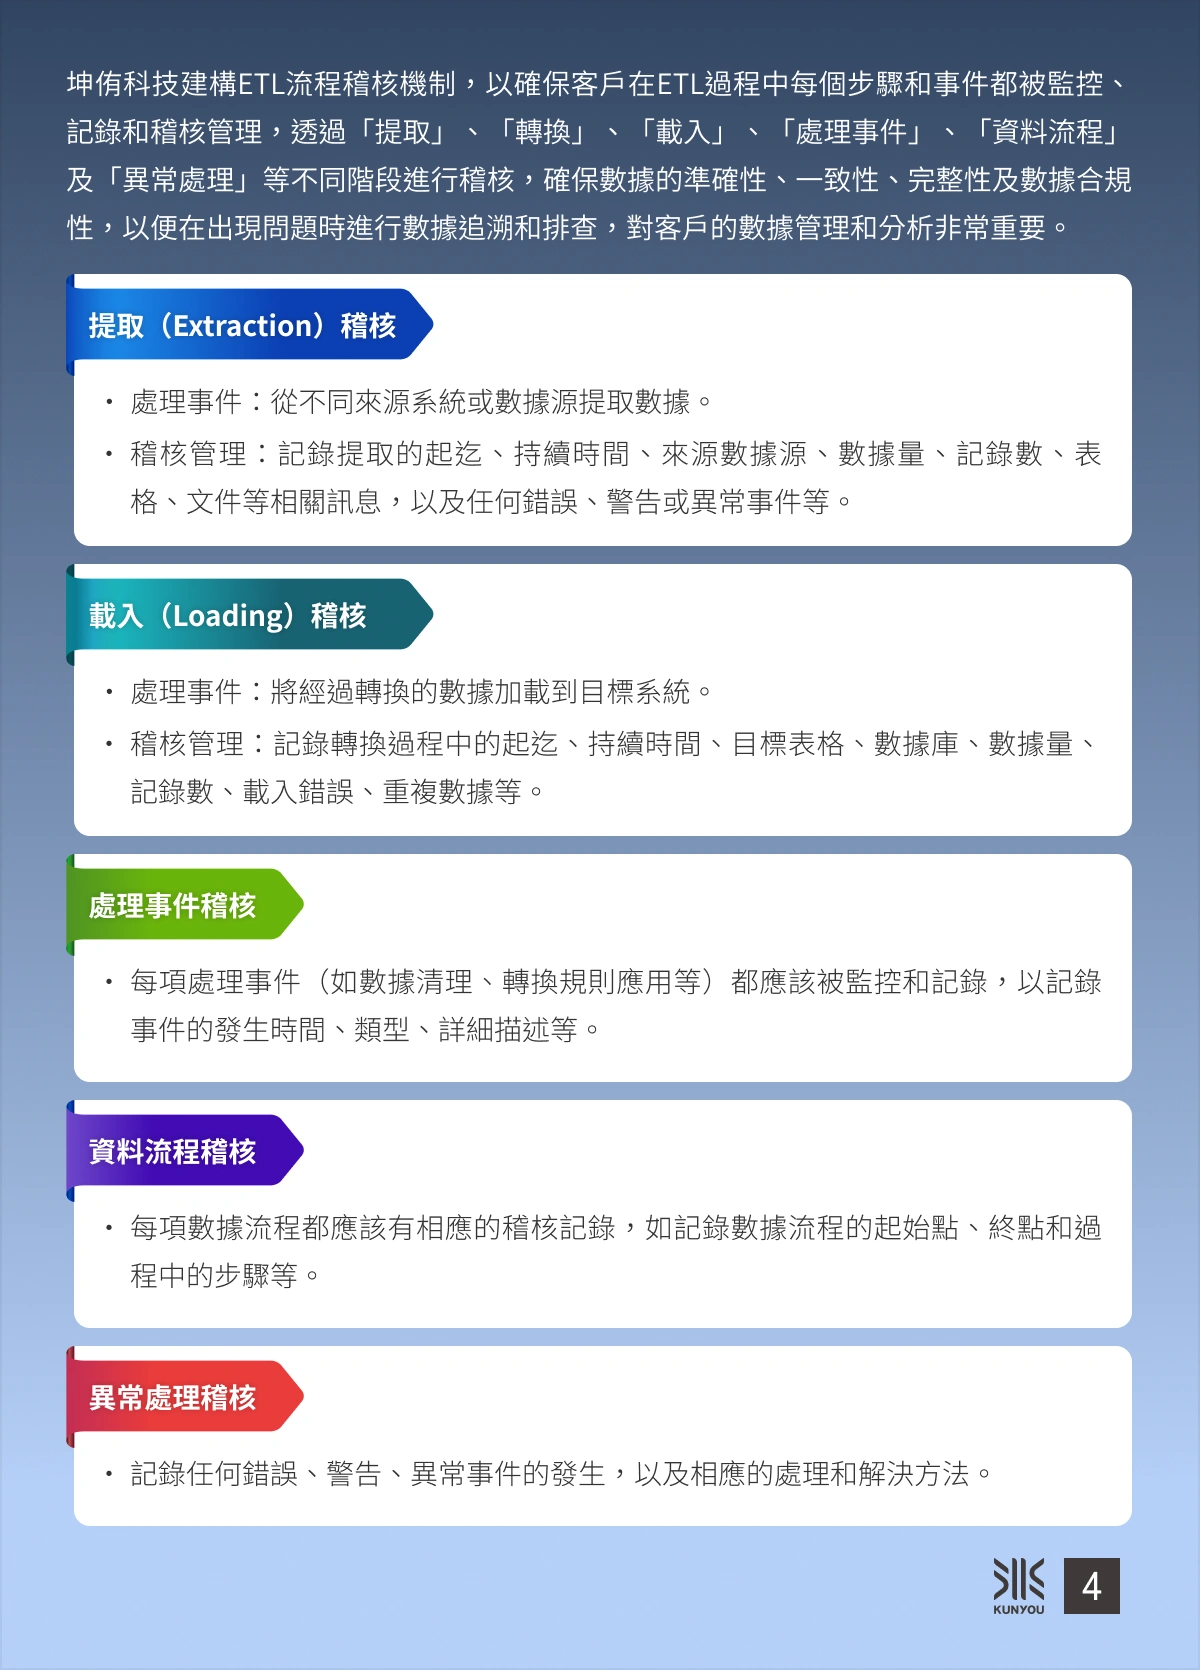 坤侑科技建構ETL流程稽核機制，以確保客戶在ETL過程中每個步驟和事件都被監控、
記錄和稽核管理，透過「提取」、「轉換」、「載入」、「處理事件」、「資料流程」
及「異常處理」等不同階段進行稽核，確保數據的準確性、一致性、完整性及數據合規
性，以便在出現問題時進行數據追溯和排查，對客戶的數據管理和分析非常重要。
提取（Extraction）稽核
・ 處理事件：從不同來源系統或數據源提取數據。
・ 稽核管理：記錄提取的起迄、持續時間、來源數據源、數據量、記錄數、表
格、文件等相關訊息，以及任何錯誤、警告或異常事件等。
載入（Loading）稽核
・ 處理事件：將經過轉換的數據加載到目標系統。
・ 稽核管理：記錄轉換過程中的起迄、持續時間、目標表格、數據庫、數據量、
記錄數、載入錯誤、重複數據等。
處理事件稽核
・ 每項處理事件（如數據清理、轉換規則應用等）都應該被監控和記錄，以記錄
事件的發生時間、類型、詳細描述等。
資料流程稽核
・ 每項數據流程都應該有相應的稽核記錄，如記錄數據流程的起始點、終點和過
程中的步驟等。
異常處理稽核
・ 記錄任何錯誤、警告、異常事件的發生，以及相應的處理和解決方法。
KUNYOU
4